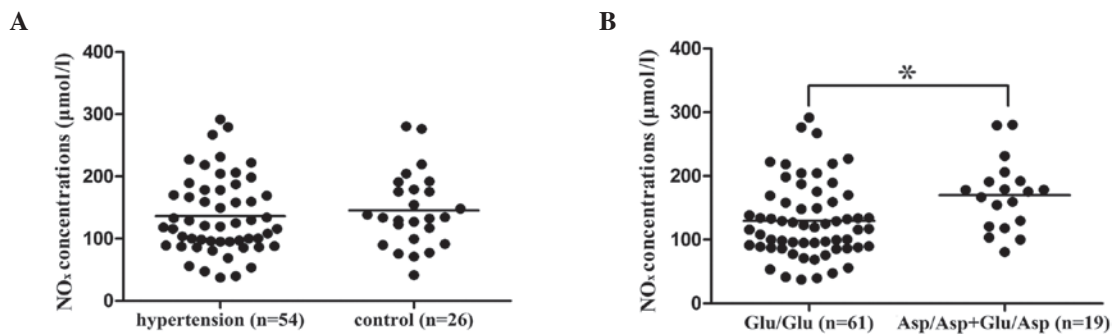 A
NOx concentrations (µmol/l)
400
300
200
100
0
hypertension (n=54) control (n=26)
B
NOx concentrations (µmol/l)
400
300
200
100
0
*
Glu/Glu (n=61) Asp/Asp+Glu/Asp (n=19)